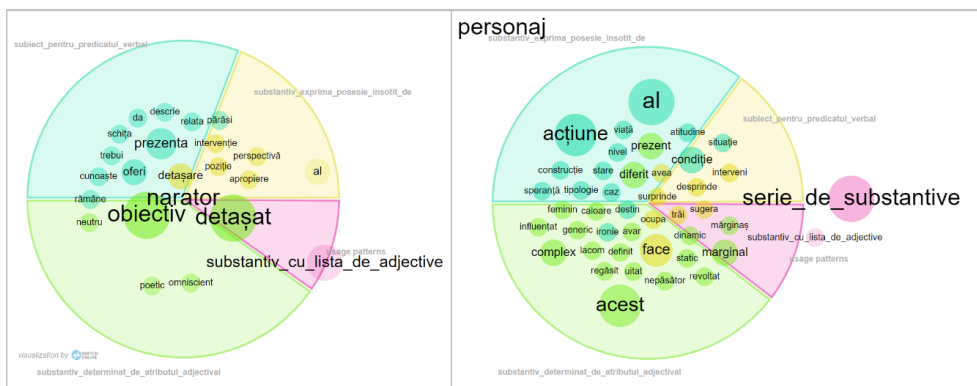 subiect_pentru_predicatul_verbal
substantiv_exprima_posesie_insotit_de
da
descrie
relata
părăsi
schița
prezenta
intervenție
trebui
perspectivă
poziție
cunoaște
oferi
detașare
apropiere
al
rămâne
narator
obiectiv
detașat
neutru
substantiv_cu_lista_de_adjective
usage patterns
poetic
omniscient
visualization by SKETCH ENGINE
substantiv_determinat_de_atributul_adjectival
personaj
substantiv_exprima_posesie_insotit_de
al
acțiune
viață
atitudine
subiect_pentru_predicatul_verbal
prezent
situație
nivel
condiție
construcție
stare
diferit
avea
interveni
speranță
tipologie
caz
desprinde
surprinde
serie_de_substantive
feminin
caloare
destin
ocupa
trăi
sugera
influențat
generic
ironie
avar
dinamic
mărginaș
substantiv_cu_lista_de_adjective
complex
lacom
definit
face
static
marginal
usage patterns
regăsit
uitat
nepăsător
revoltat
acest
substantiv_determinat_de_atributul_adjectival